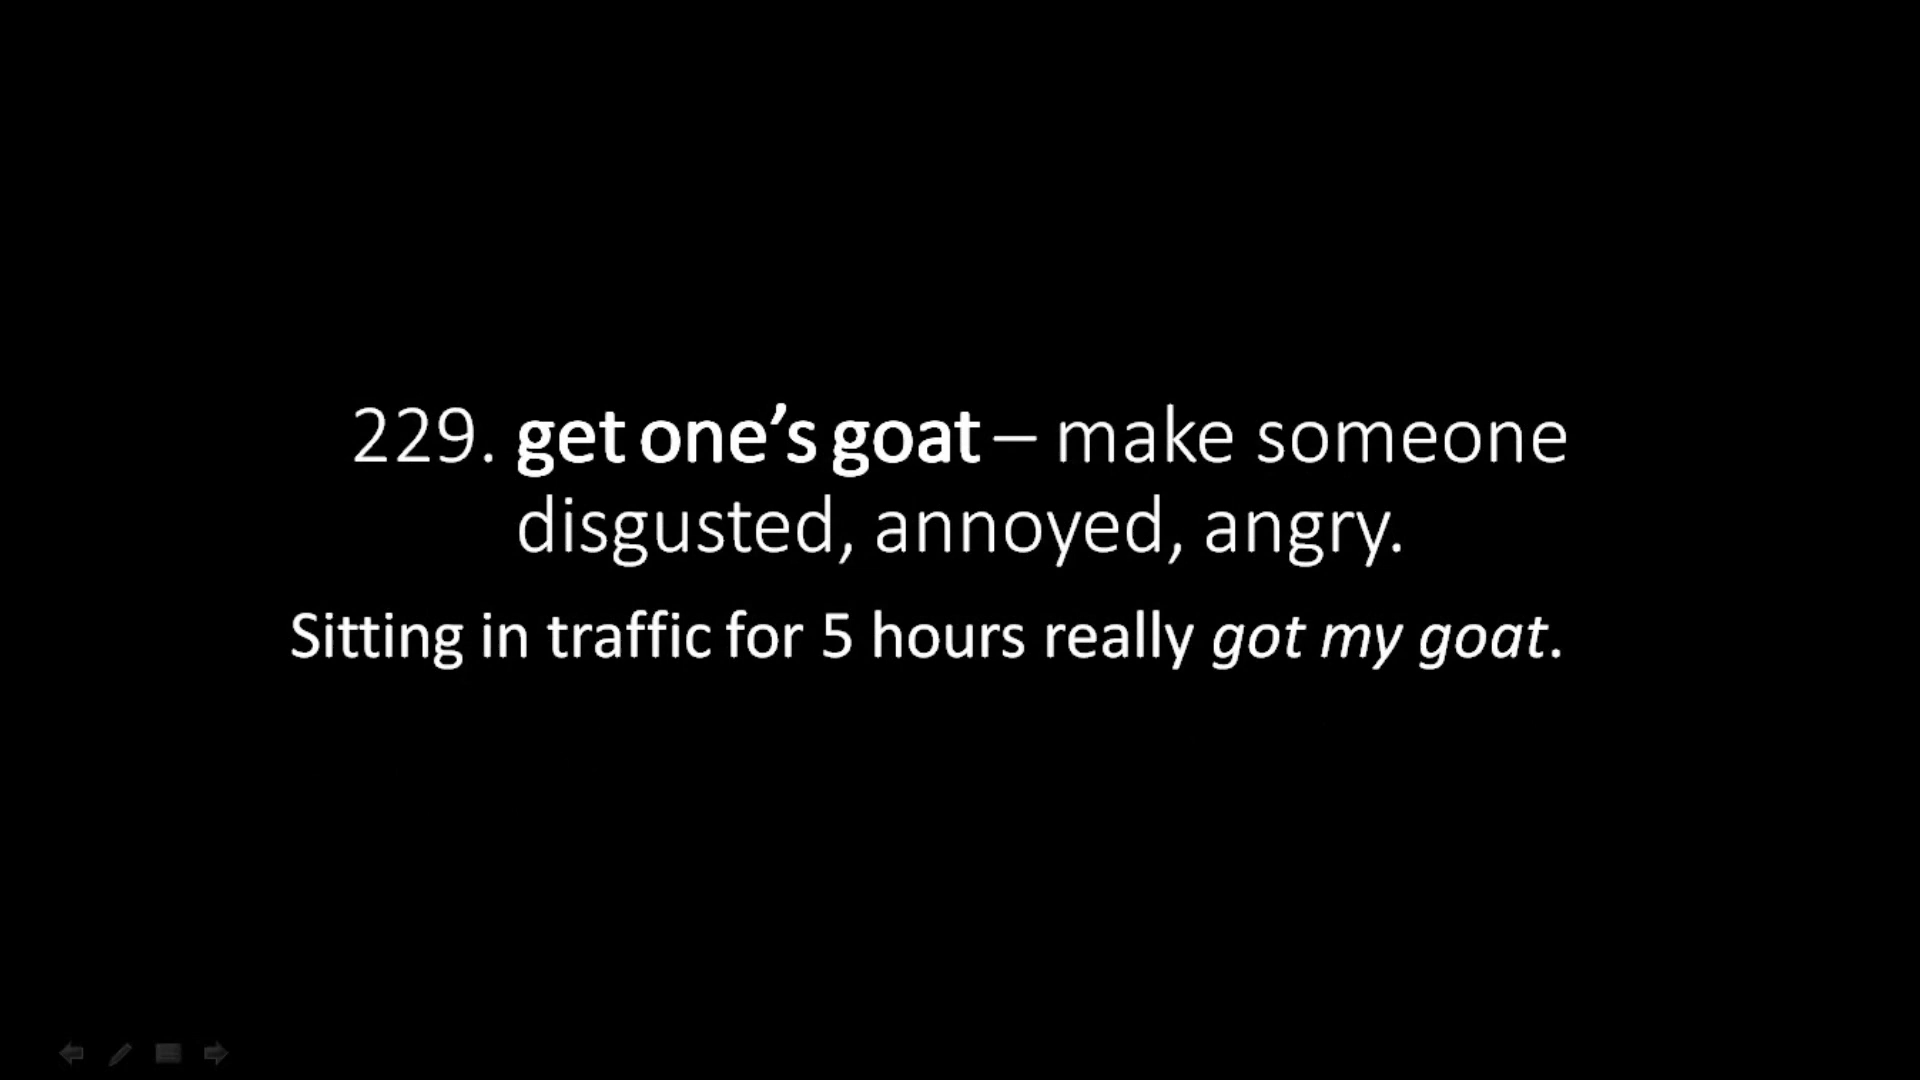 229. get one’s goat – make someone
disgusted, annoyed, angry.
Sitting in traffic for 5 hours really got my goat.